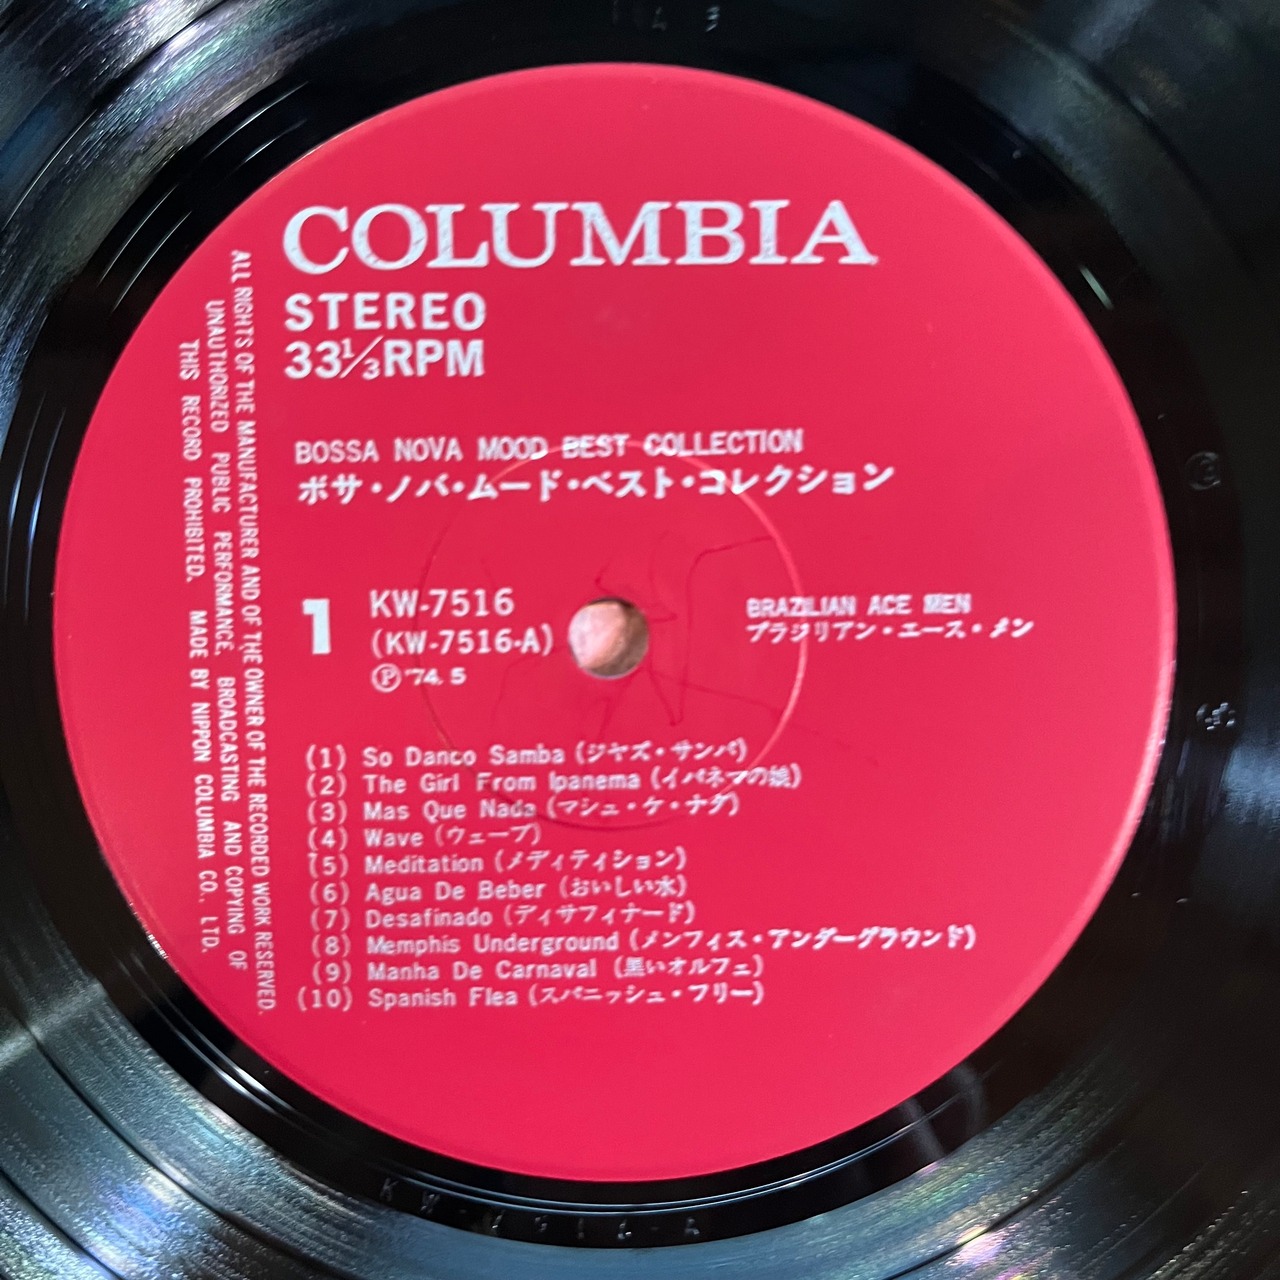 COLUMBIA
STEREO
33⅓RPM
BOSSA NOVA MOOD BEST COLLECTION
ボサ・ノバ・ムード・ベスト・コレクション
1
KW-7516
(KW-7516-A)
Ⓟ'74. 5
BRAZILIAN ACE MEN
ブラジリアン・エース・メン
(1) So Danco Samba (ジャズ・サンバ)
(2) The Girl From Ipanema (イパネマの娘)
(3) Mas Que Nada (マシュ・ケ・ナダ)
(4) Wave (ウェーブ)
(5) Meditation (メディティション)
(6) Agua De Beber (おいしい水)
(7) Desafinado (ディサフィナード)
(8) Memphis Underground (メンフィス・アンダーグラウンド)
(9) Manha De Carnaval (黒いオルフェ)
(10) Spanish Flea (スパニッシュ・フリー)
ALL RIGHTS OF THE MANUFACTURER AND OF THE OWNER OF THE RECORDED WORK RESERVED.
UNAUTHORIZED PUBLIC PERFORMANCE, BROADCASTING AND COPYING OF
THIS RECORD PROHIBITED. MADE BY NIPPON COLUMBIA CO., LTD.